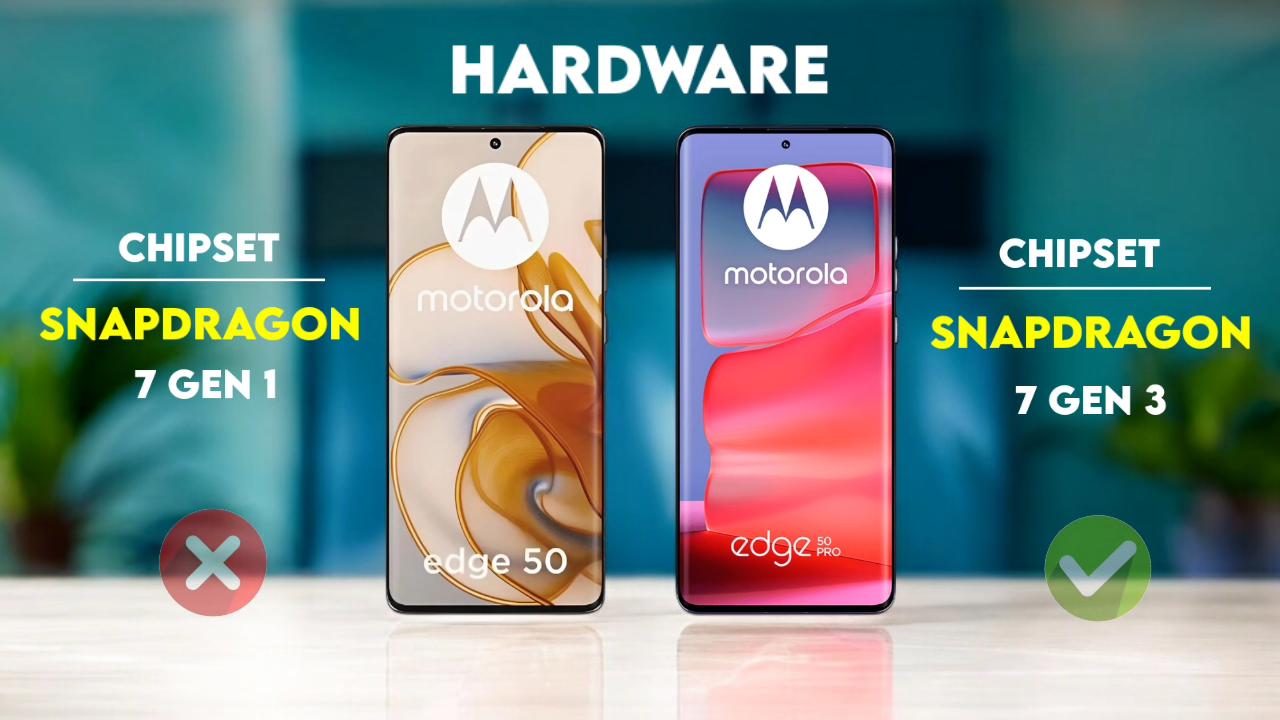 HARDWARE
CHIPSET
SNAPDRAGON
7 GEN 1
motorola
edge 50
motorola
edge 50 PRO
CHIPSET
SNAPDRAGON
7 GEN 3